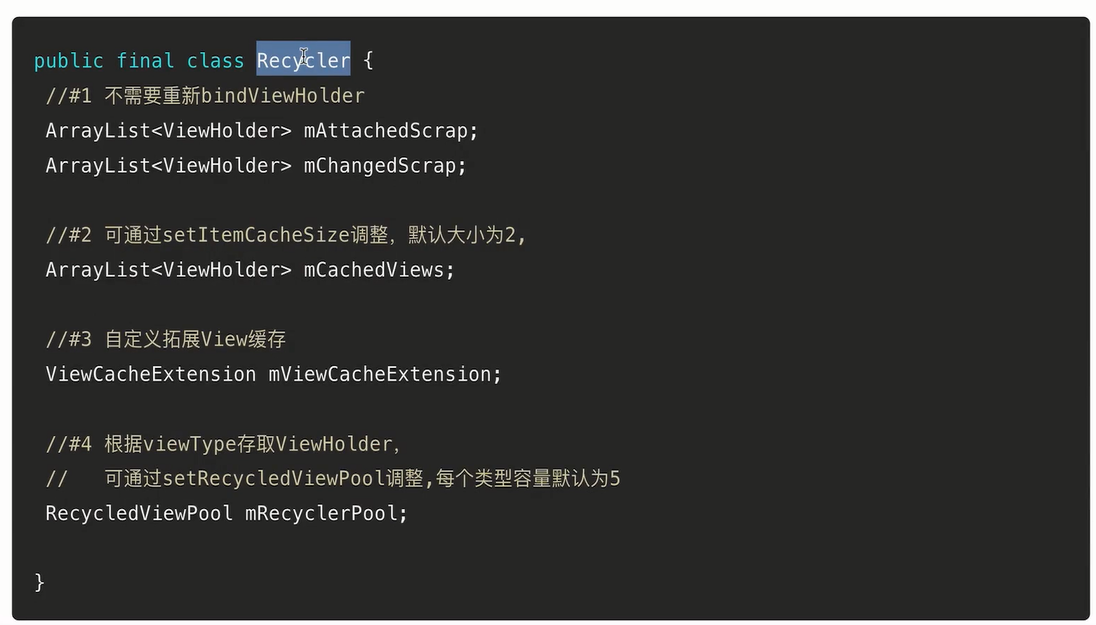 public final class Recycler {
//#1 不需要重新bindViewHolder
ArrayList<ViewHolder> mAttachedScrap;
ArrayList<ViewHolder> mChangedScrap;
//#2 可通过setItemCacheSize调整，默认大小为2,
ArrayList<ViewHolder> mCachedViews;
//#3 自定义拓展View缓存
ViewCacheExtension mViewCacheExtension;
//#4 根据viewType存取ViewHolder，
//   可通过setRecycledViewPool调整,每个类型容量默认为5
RecycledViewPool mRecyclerPool;
}